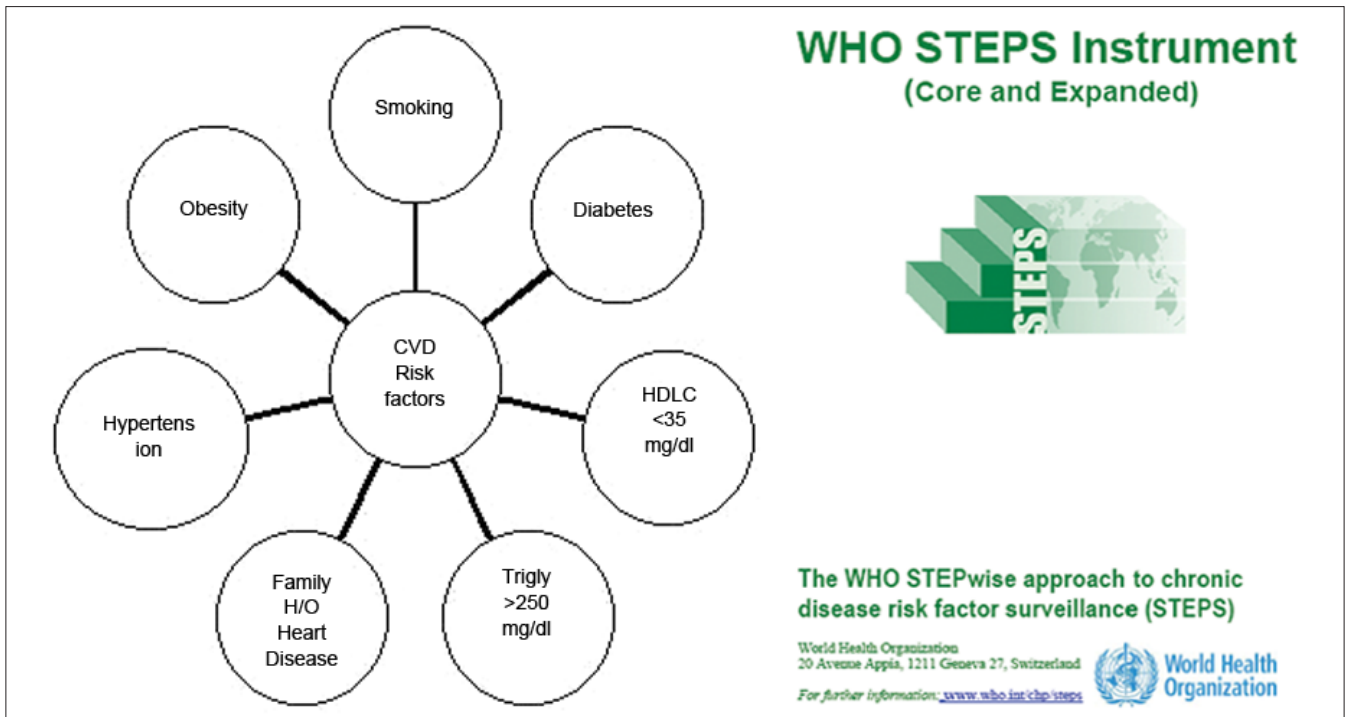 Smoking
Obesity
Diabetes
CVD
Risk
factors
HDLC
<35
mg/dl
Hypertens
ion
Family
H/O
Heart
Disease
Trigly
>250
mg/dl
WHO STEPS Instrument
(Core and Expanded)
STEPS
The WHO STEPwise approach to chronic
disease risk factor surveillance (STEPS)
World Health Organization
20 Avenue Appia, 1211 Geneva 27, Switzerland
For further information: www.who.int/chp/steps
World Health
Organization